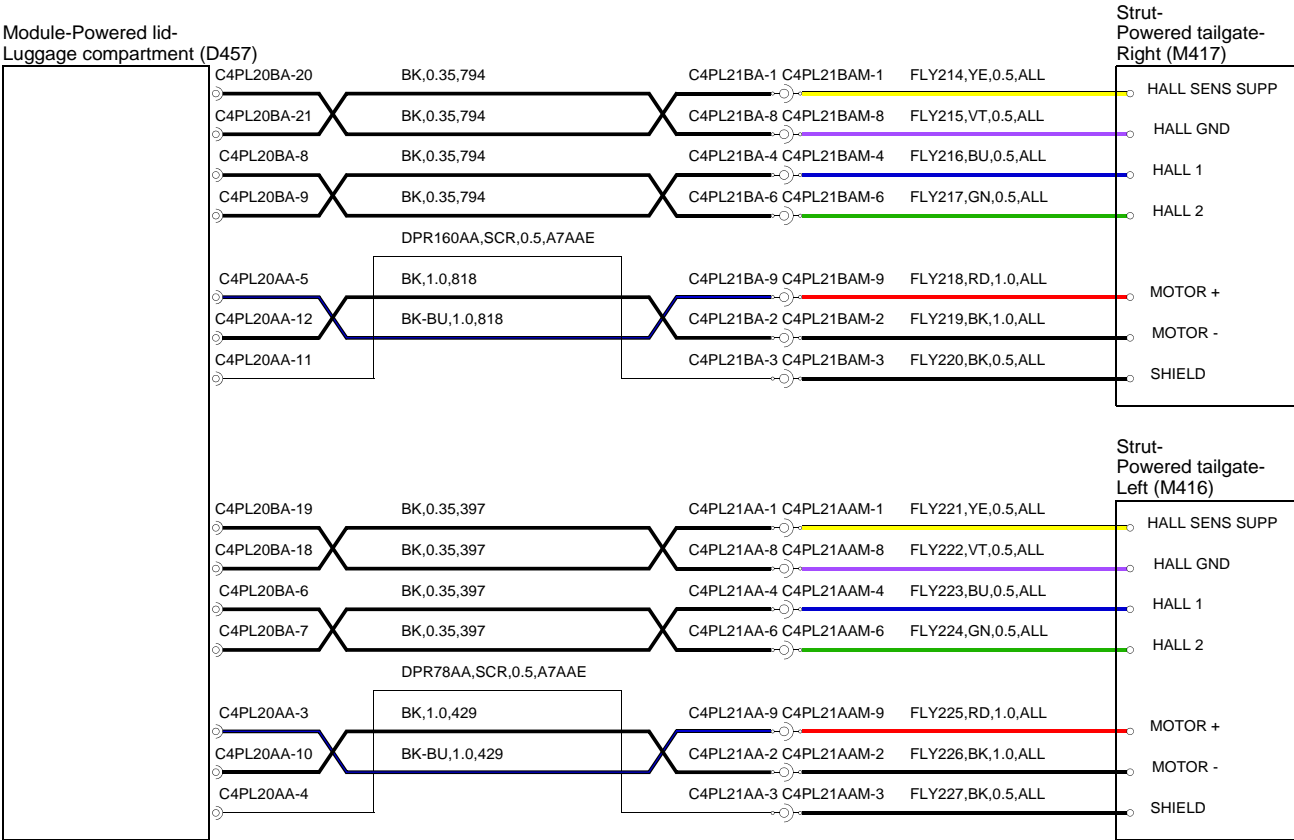 Module-Powered lid-
Luggage compartment (D457)
Strut-
Powered tailgate-
Right (M417)
C4PL20BA-20 BK,0.35,794 C4PL21BA-1 C4PL21BAM-1 FLY214,YE,0.5,ALL HALL SENS SUPP
C4PL20BA-21 BK,0.35,794 C4PL21BA-8 C4PL21BAM-8 FLY215,VT,0.5,ALL HALL GND
C4PL20BA-8 BK,0.35,794 C4PL21BA-4 C4PL21BAM-4 FLY216,BU,0.5,ALL HALL 1
C4PL20BA-9 BK,0.35,794 C4PL21BA-6 C4PL21BAM-6 FLY217,GN,0.5,ALL HALL 2
DPR160AA,SCR,0.5,A7AAE
C4PL20AA-5 BK,1.0,818 C4PL21BA-9 C4PL21BAM-9 FLY218,RD,1.0,ALL MOTOR +
C4PL20AA-12 BK-BU,1.0,818 C4PL21BA-2 C4PL21BAM-2 FLY219,BK,1.0,ALL MOTOR -
C4PL20AA-11 C4PL21BA-3 C4PL21BAM-3 FLY220,BK,0.5,ALL SHIELD
Strut-
Powered tailgate-
Left (M416)
C4PL20BA-19 BK,0.35,397 C4PL21AA-1 C4PL21AAM-1 FLY221,YE,0.5,ALL HALL SENS SUPP
C4PL20BA-18 BK,0.35,397 C4PL21AA-8 C4PL21AAM-8 FLY222,VT,0.5,ALL HALL GND
C4PL20BA-6 BK,0.35,397 C4PL21AA-4 C4PL21AAM-4 FLY223,BU,0.5,ALL HALL 1
C4PL20BA-7 BK,0.35,397 C4PL21AA-6 C4PL21AAM-6 FLY224,GN,0.5,ALL HALL 2
DPR78AA,SCR,0.5,A7AAE
C4PL20AA-3 BK,1.0,429 C4PL21AA-9 C4PL21AAM-9 FLY225,RD,1.0,ALL MOTOR +
C4PL20AA-10 BK-BU,1.0,429 C4PL21AA-2 C4PL21AAM-2 FLY226,BK,1.0,ALL MOTOR -
C4PL20AA-4 C4PL21AA-3 C4PL21AAM-3 FLY227,BK,0.5,ALL SHIELD